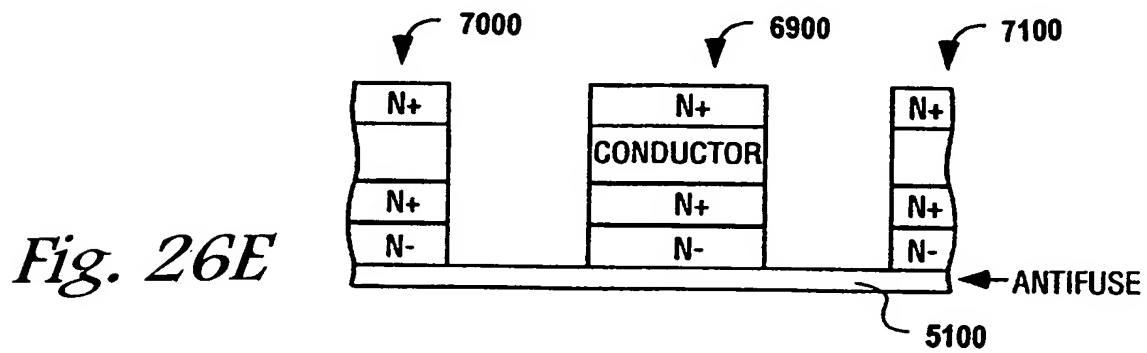 7000
6900
7100
N+
N+
N+
CONDUCTOR
N+
N+
N+
N-
N-
N-
Fig. 26E
ANTIFUSE
5100